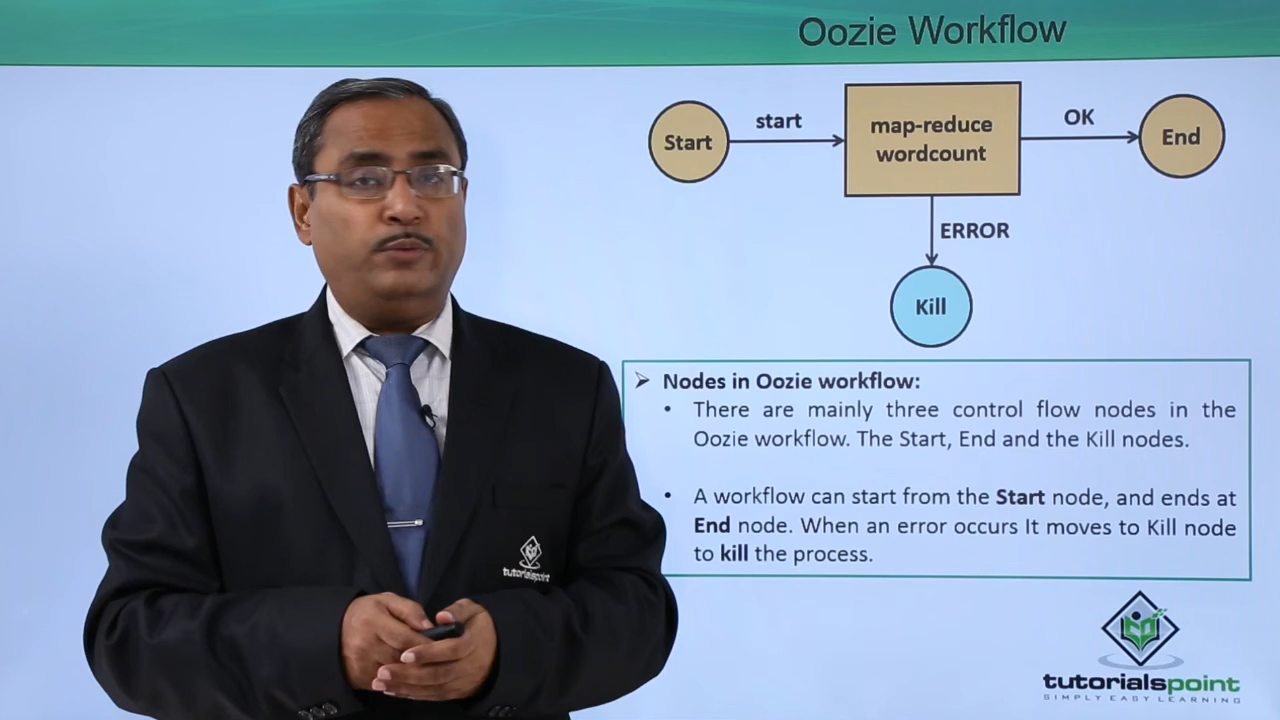 Oozie Workflow
Start
start
map-reduce
wordcount
OK
End
ERROR
Kill
Nodes in Oozie workflow:
• There are mainly three control flow nodes in the
Oozie workflow. The Start, End and the Kill nodes.
• A workflow can start from the Start node, and ends at
End node. When an error occurs It moves to Kill node
to kill the process.
tutorialspoint
tutorialspoint
SIMPLY EASY LEARNING